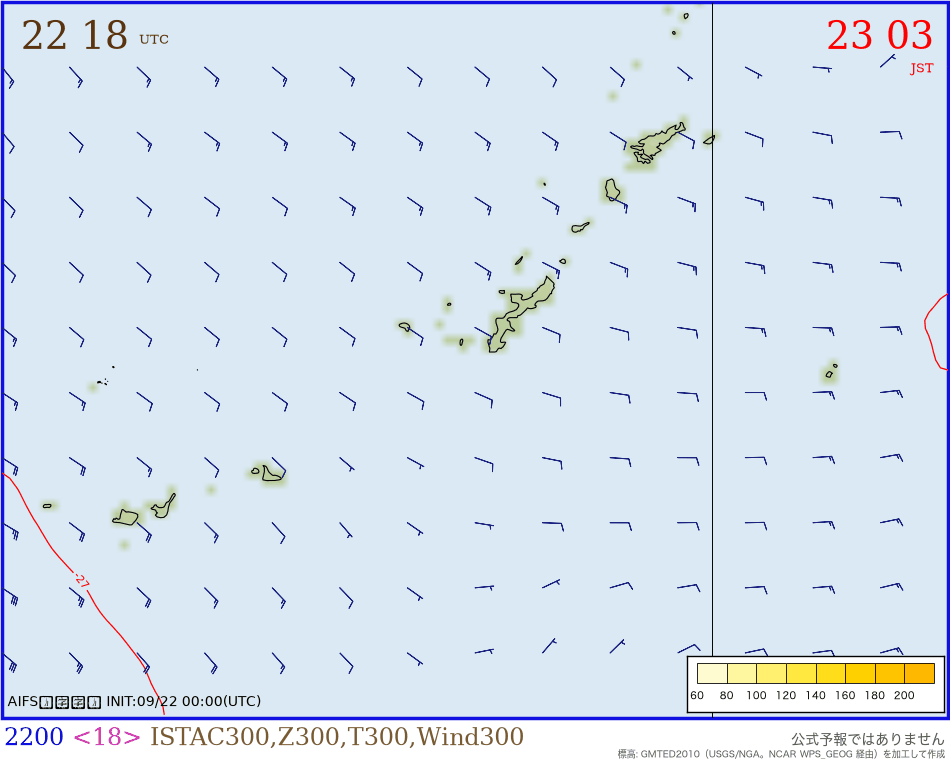 22 18 UTC
23 03
JST
-27
AIFS INIT:09/22 00:00(UTC)
60 80 100 120 140 160 180 200
2200 <18> ISTAC300,Z300,T300,Wind300
公式予報ではありません
標高: GMTED2010（USGS/NGA。NCAR WPS_GEOG 経由）を加工して作成